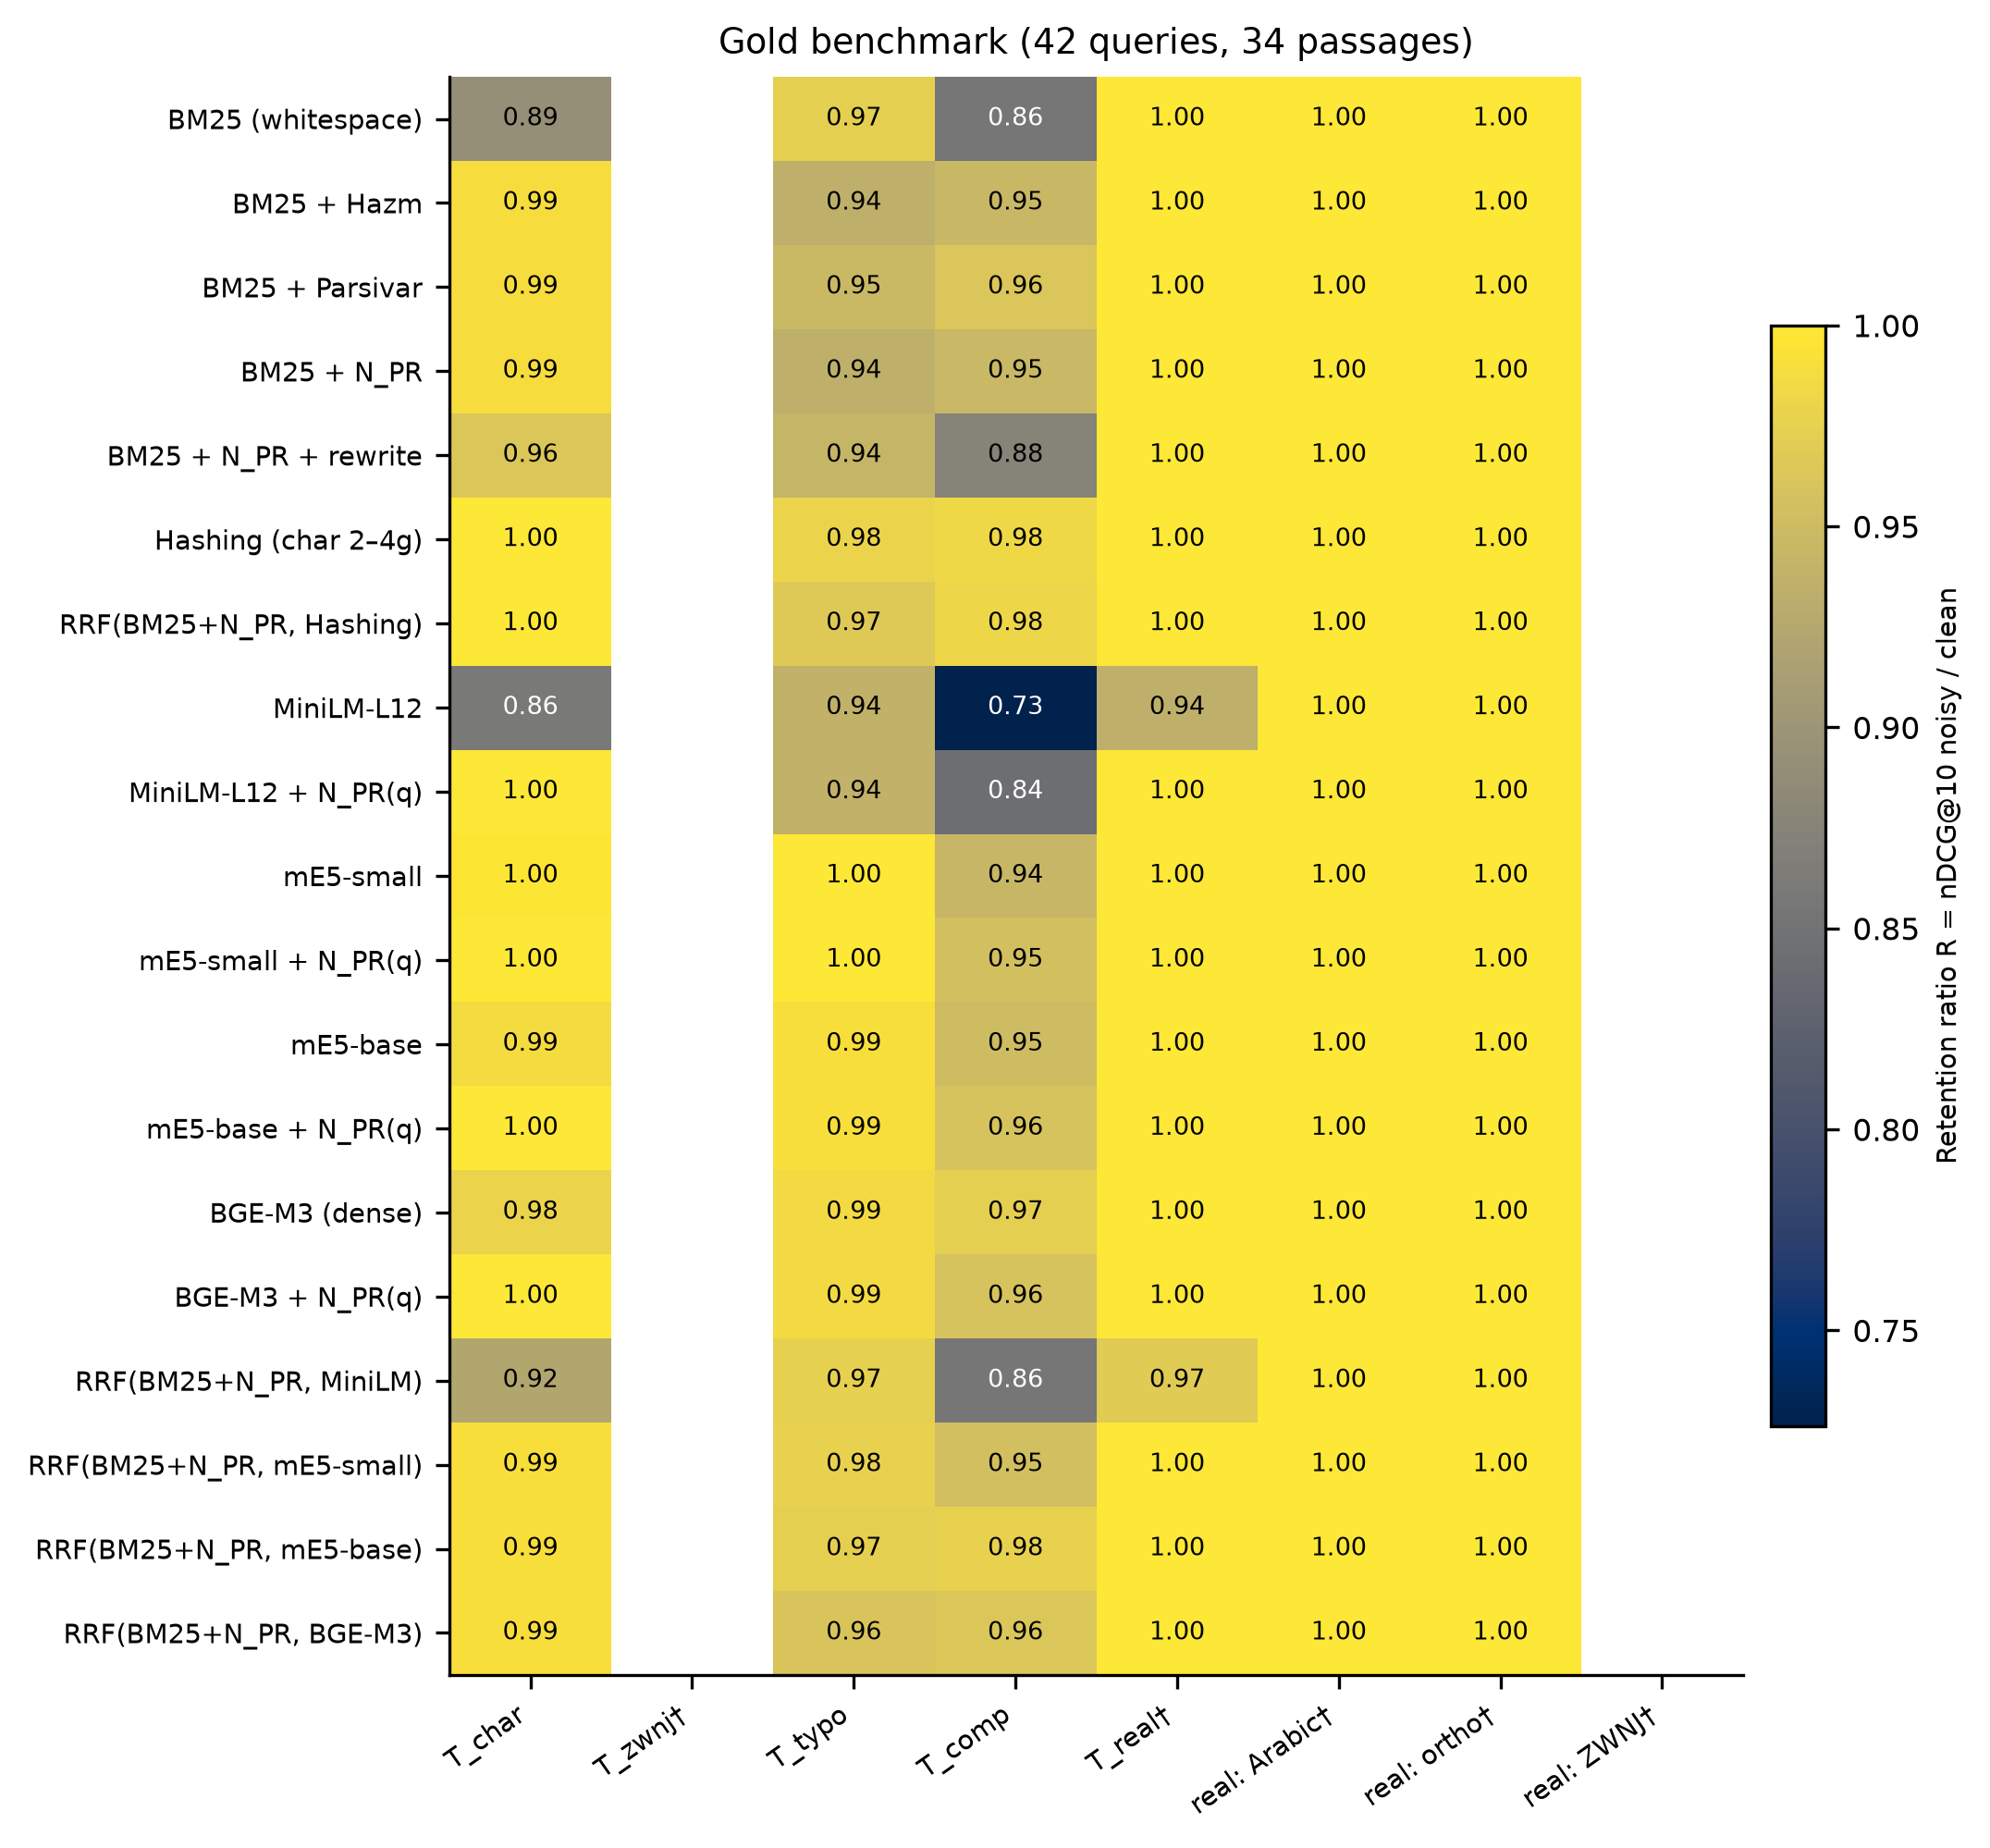 Gold benchmark (42 queries, 34 passages)
BM25 (whitespace) 0.89 0.97 0.86 1.00 1.00 1.00
BM25 + Hazm 0.99 0.94 0.95 1.00 1.00 1.00
BM25 + Parsivar 0.99 0.95 0.96 1.00 1.00 1.00
BM25 + N_PR 0.99 0.94 0.95 1.00 1.00 1.00
BM25 + N_PR + rewrite 0.96 0.94 0.88 1.00 1.00 1.00
Hashing (char 2–4g) 1.00 0.98 0.98 1.00 1.00 1.00
RRF(BM25+N_PR, Hashing) 1.00 0.97 0.98 1.00 1.00 1.00
MiniLM-L12 0.86 0.94 0.73 0.94 1.00 1.00
MiniLM-L12 + N_PR(q) 1.00 0.94 0.84 1.00 1.00 1.00
mE5-small 1.00 1.00 0.94 1.00 1.00 1.00
mE5-small + N_PR(q) 1.00 1.00 0.95 1.00 1.00 1.00
mE5-base 0.99 0.99 0.95 1.00 1.00 1.00
mE5-base + N_PR(q) 1.00 0.99 0.96 1.00 1.00 1.00
BGE-M3 (dense) 0.98 0.99 0.97 1.00 1.00 1.00
BGE-M3 + N_PR(q) 1.00 0.99 0.96 1.00 1.00 1.00
RRF(BM25+N_PR, MiniLM) 0.92 0.97 0.86 0.97 1.00 1.00
RRF(BM25+N_PR, mE5-small) 0.99 0.98 0.95 1.00 1.00 1.00
RRF(BM25+N_PR, mE5-base) 0.99 0.97 0.98 1.00 1.00 1.00
RRF(BM25+N_PR, BGE-M3) 0.99 0.96 0.96 1.00 1.00 1.00
T_char
T_zwnj†
T_typo
T_comp
T_real†
real: Arabic†
real: ortho†
real: ZWNJ†
1.00
0.95
0.90
0.85
0.80
0.75
Retention ratio R = nDCG@10 noisy / clean